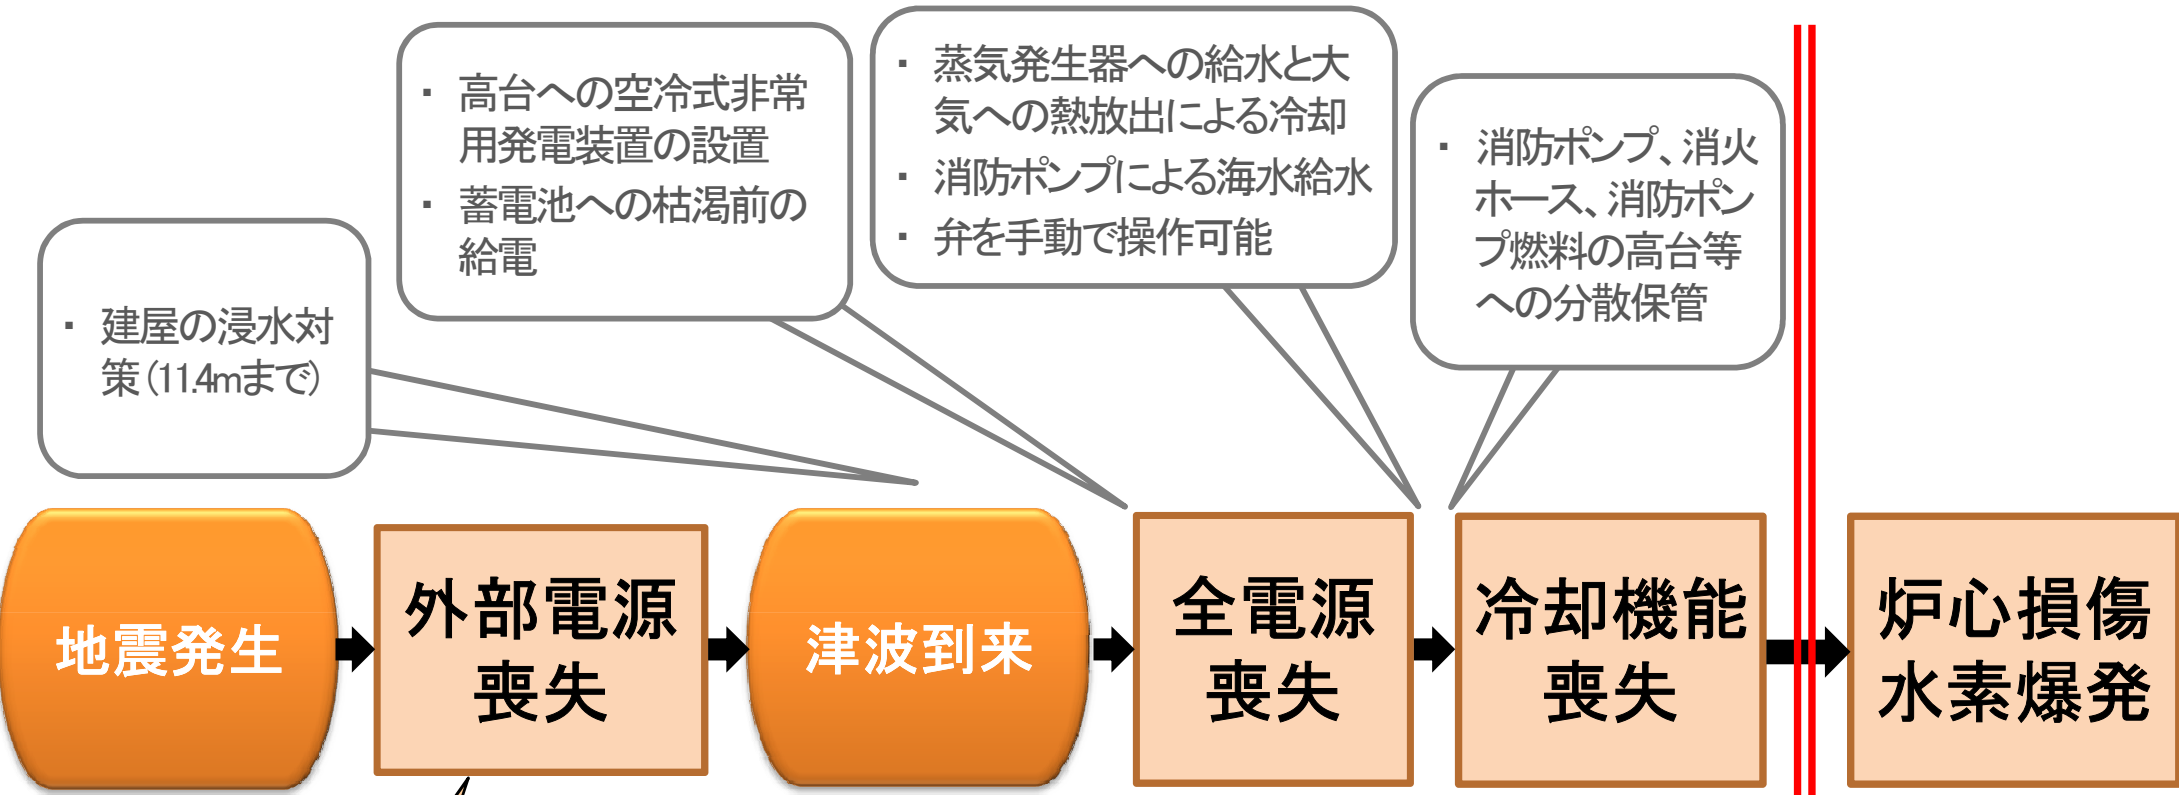 ・ 建屋の浸水対
策(11.4mまで)
・ 高台への空冷式非常
用発電装置の設置
・ 蓄電池への枯渇前の
給電
・ 蒸気発生器への給水と大
気への熱放出による冷却
・ 消防ポンプによる海水給水
・ 弁を手動で操作可能
・ 消防ポンプ、消火
ホース、消防ポン
プ燃料の高台等
への分散保管
地震発生
外部電源
喪失
津波到来
全電源
喪失
冷却機能
喪失
炉心損傷
水素爆発